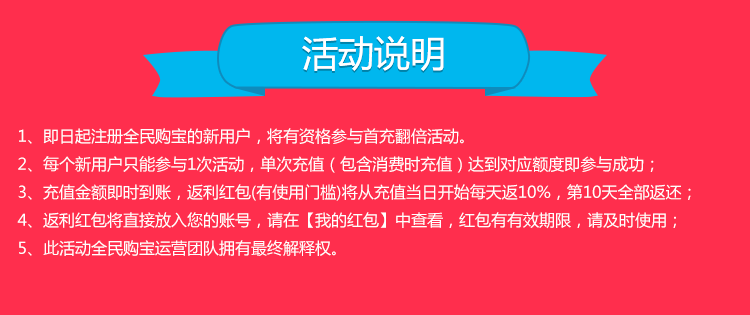 活动说明
1、即日起注册全民购宝的新用户，将有资格参与首充翻倍活动。
2、每个新用户只能参与1次活动，单次充值（包含消费时充值）达到对应额度即参与成功；
3、充值金额即时到账，返利红包(有使用门槛)将从充值当日开始每天返10%，第10天全部返还；
4、返利红包将直接放入您的账号，请在【我的红包】中查看，红包有有效期限，请及时使用；
5、此活动全民购宝运营团队拥有最终解释权。